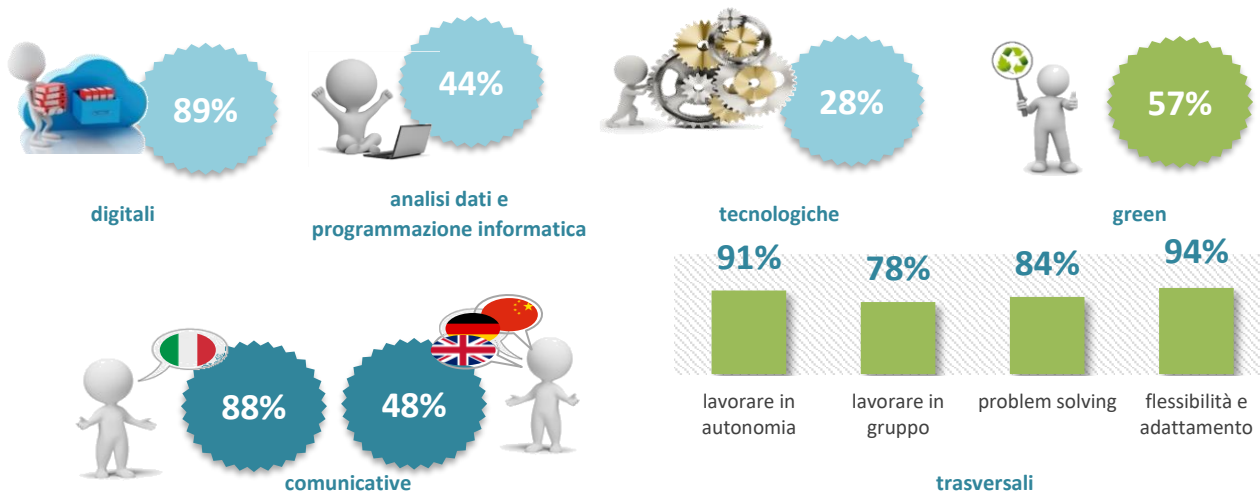 89%
44%
28%
57%
digitali
analisi dati e
programmazione informatica
tecnologiche
green
88%
48%
comunicative
91%
78%
84%
94%
lavorare in
autonomia
lavorare in
gruppo
problem solving
flessibilità e
adattamento
trasversali